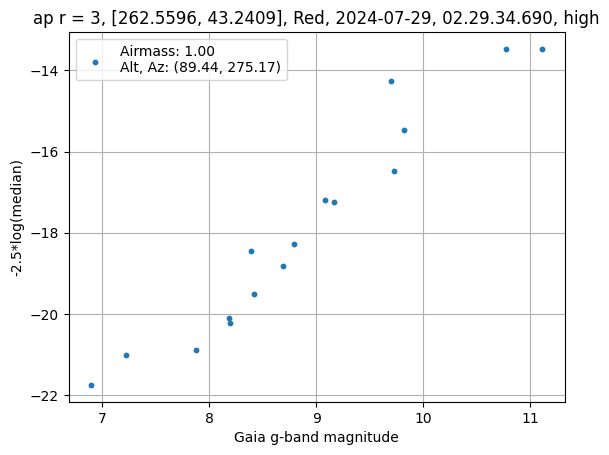 ap r = 3, [262.5596, 43.2409], Red, 2024-07-29, 02.29.34.690, high
Airmass: 1.00
Alt, Az: (89.44, 275.17)
−14
−16
−18
−20
−22
-2.5*log(median)
7 8 9 10 11
Gaia g-band magnitude